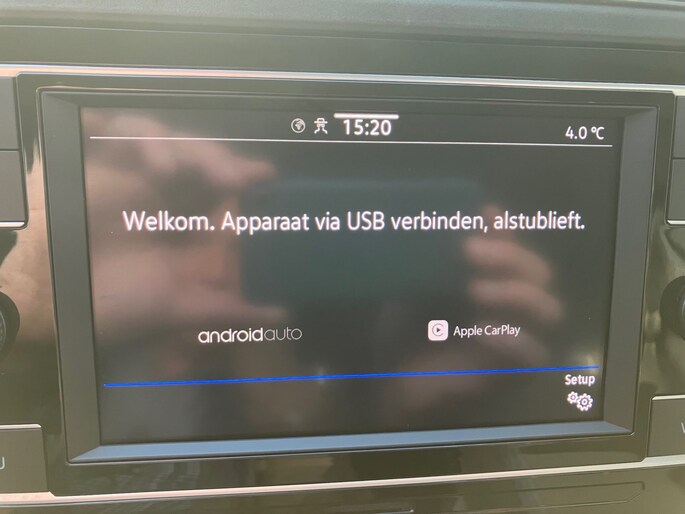 15:20
4.0 °C
Welkom. Apparaat via USB verbinden, alstublieft.
androidauto
Apple CarPlay
Setup